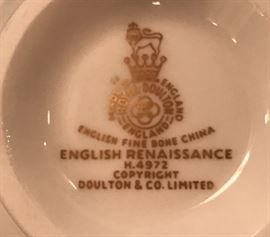 ROYAL DOULTON
ENGLAND
ENGLISH FINE BONE CHINA
ENGLISH RENAISSANCE
H.4972
COPYRIGHT
DOULTON & CO. LIMITED